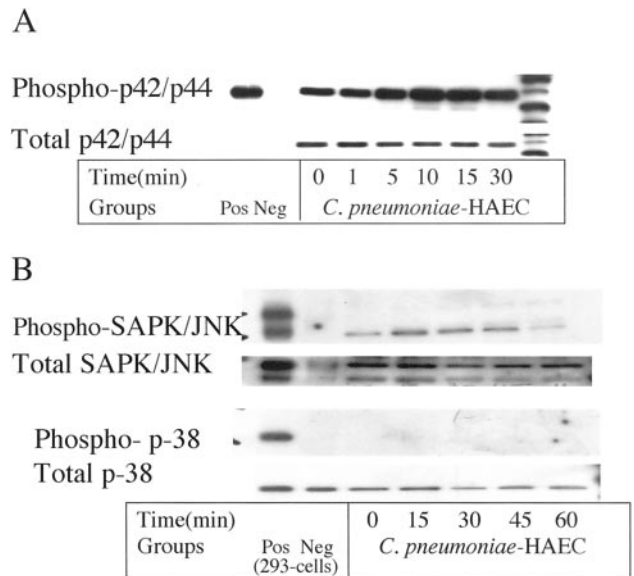 A
Phospho-p42/p44
Total p42/p44
Time(min) 0 1 5 10 15 30
Groups Pos Neg C. pneumoniae-HAEC
B
Phospho-SAPK/JNK
Total SAPK/JNK
Phospho- p-38
Total p-38
Time(min) 0 15 30 45 60
Groups Pos Neg C. pneumoniae-HAEC
(293-cells)